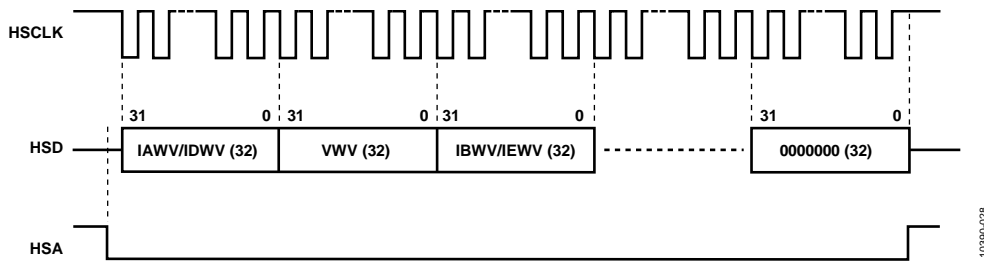 HSCLK
31 0 31 0 31 0 31 0
HSD IAWV/IDWV (32) VWV (32) IBWV/IEWV (32) 0000000 (32)
HSA
10390-028